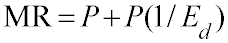 MR = P + P(1/E_d)